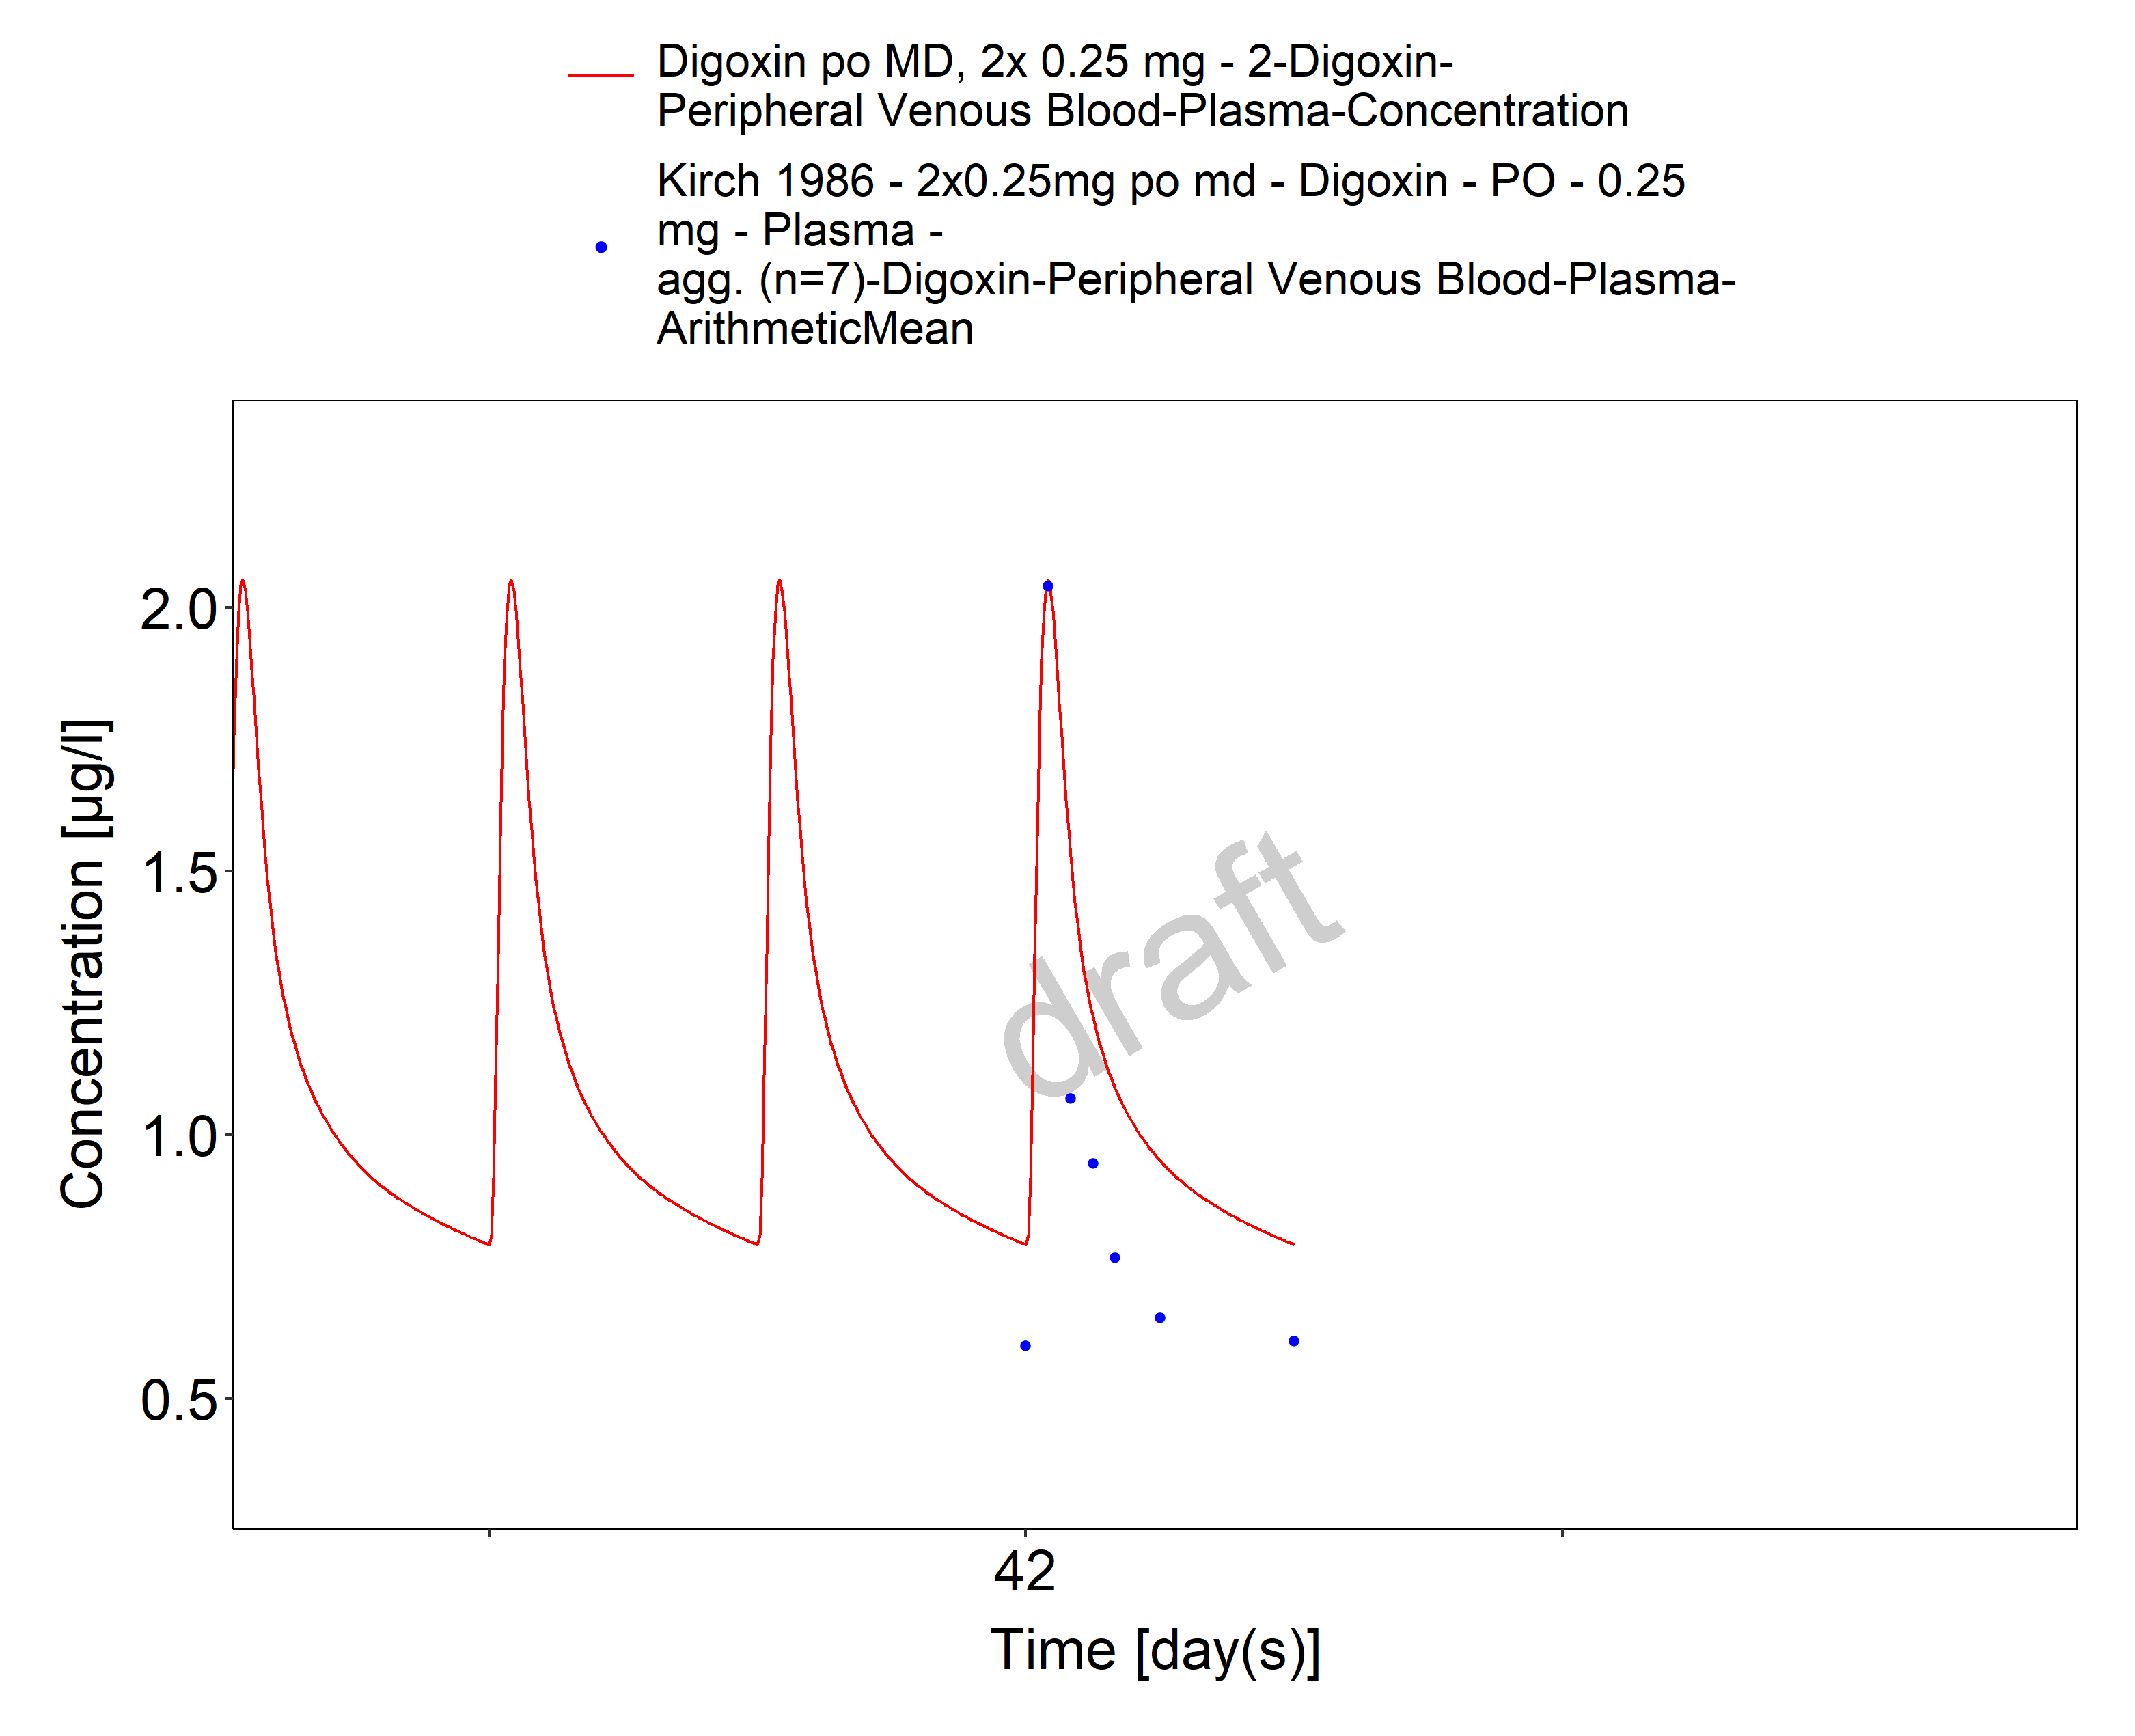 Digoxin po MD, 2x 0.25 mg - 2-Digoxin-
Peripheral Venous Blood-Plasma-Concentration
Kirch 1986 - 2x0.25mg po md - Digoxin - PO - 0.25
mg - Plasma -
agg. (n=7)-Digoxin-Peripheral Venous Blood-Plasma-
ArithmeticMean
Concentration [µg/l]
2.0
1.5
1.0
0.5
draft
42
Time [day(s)]